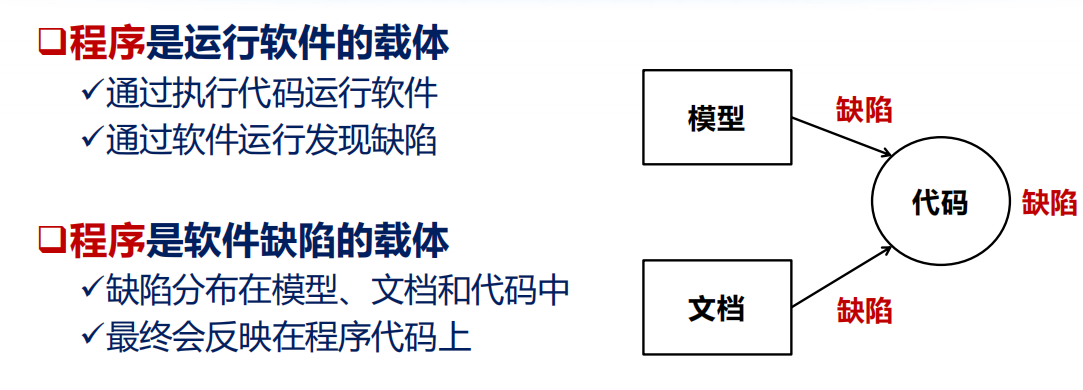 程序是运行软件的载体
通过执行代码运行软件
通过软件运行发现缺陷
程序是软件缺陷的载体
缺陷分布在模型、文档和代码中
最终会反映在程序代码上
模型
缺陷
代码
缺陷
文档
缺陷